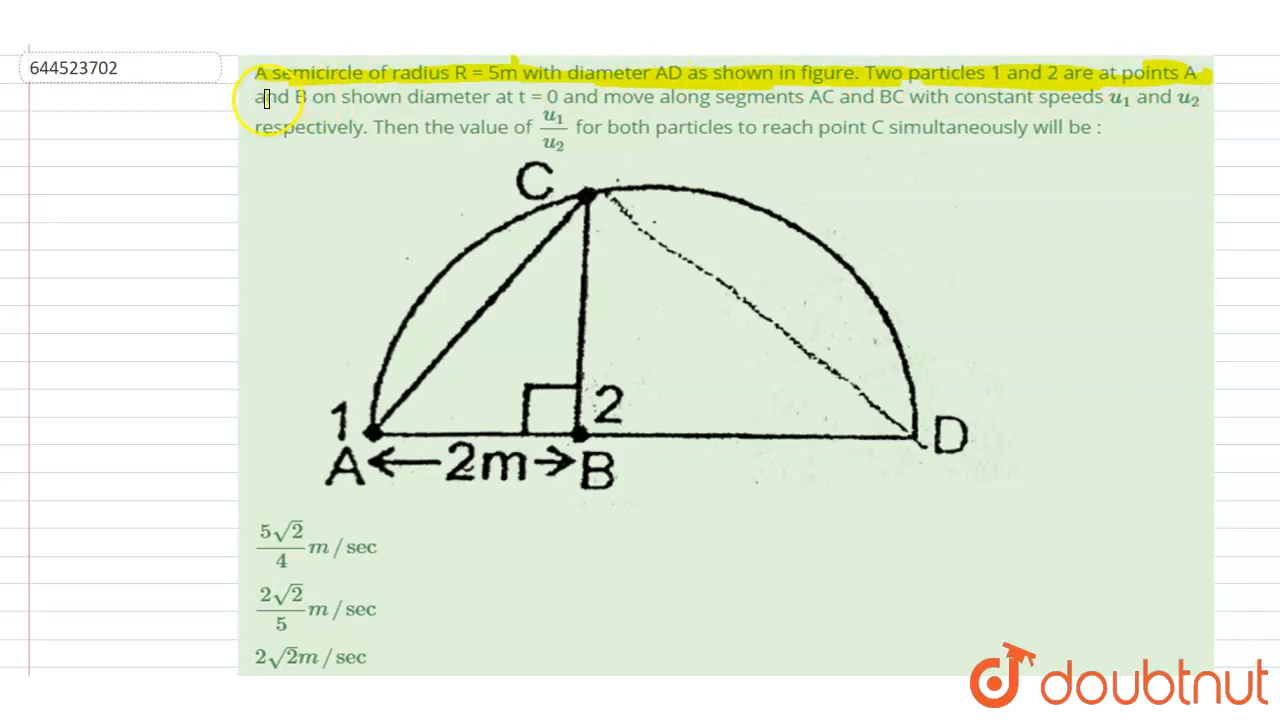 644523702
A semicircle of radius R = 5m with diameter AD as shown in figure. Two particles 1 and 2 are at points A
and B on shown diameter at t = 0 and move along segments AC and BC with constant speeds u₁ and u₂
respectively. Then the value of u₁/u₂ for both particles to reach point C simultaneously will be :
C
1
2
A
2m
B
D
5√2/4 m / sec
2√2/5 m / sec
2√2m / sec
doubtnut